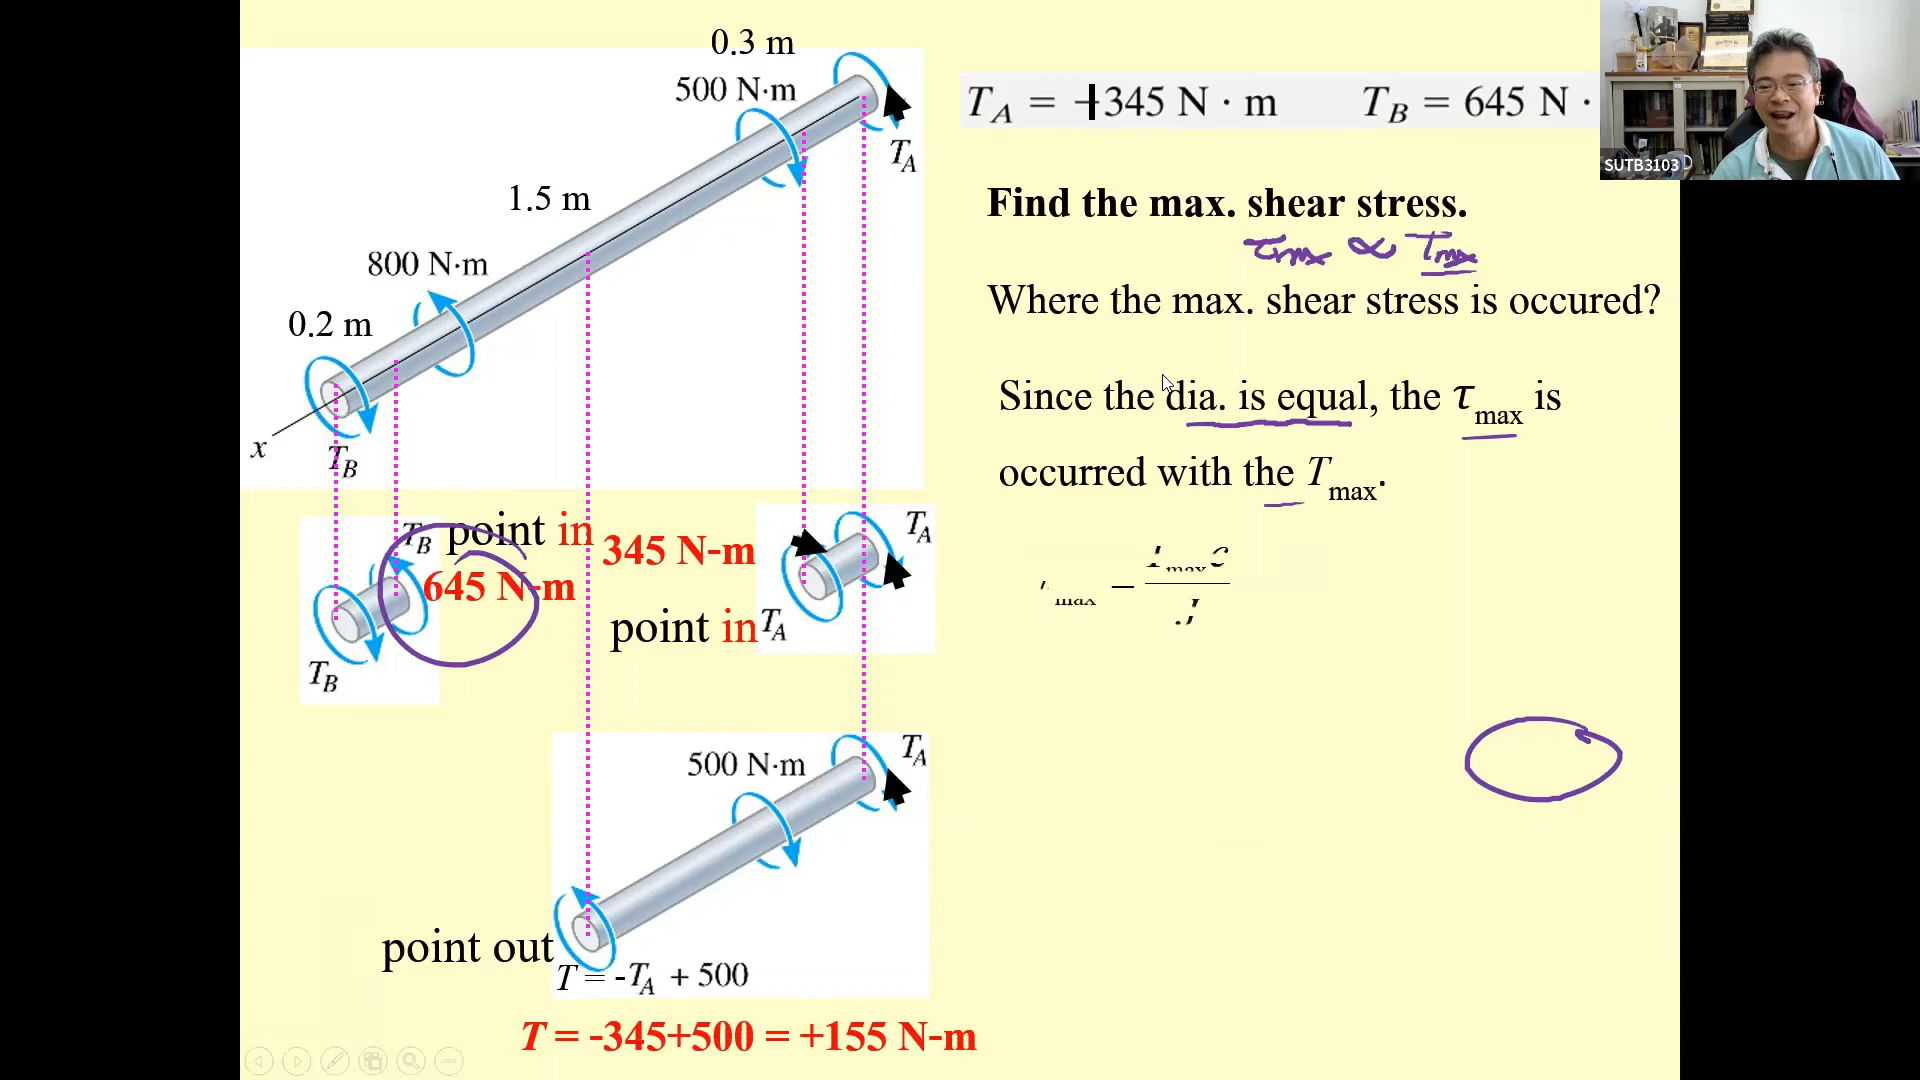 0.3 m
500 N·m
T_A
1.5 m
800 N·m
0.2 m
x
T_B
T_A = +345 N · m T_B = 645 N ·
SUTB3103
Find the max. shear stress.
τmax ∝ Tmax
Where the max. shear stress is occured?
Since the dia. is equal, the τ_max is
occurred with the T_max.
T_B point in
645 N-m
T_B
345 N-m
T_A
point in
T_A
500 N·m
T_A
point out
T = -T_A + 500
T = -345+500 = +155 N-m